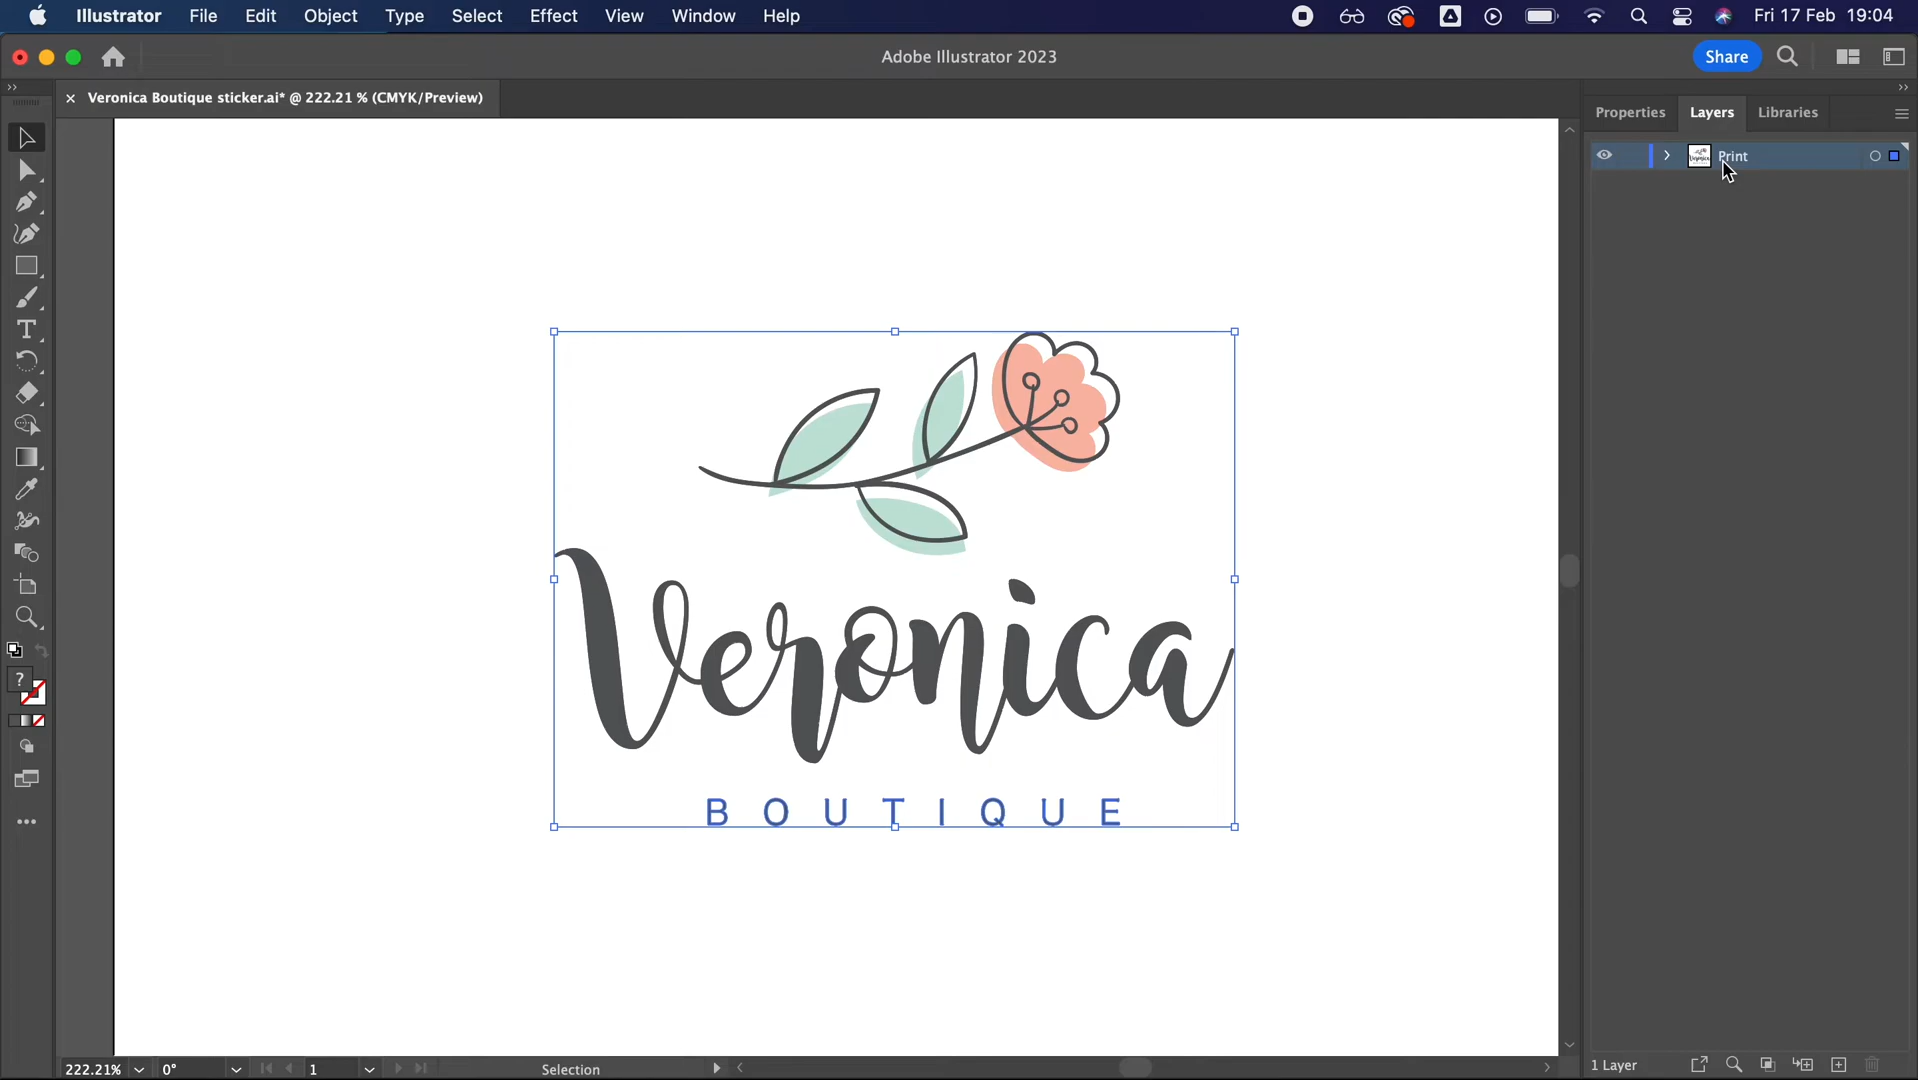 Illustrator File Edit Object Type Select Effect View Window Help Fri 17 Feb 19:04
Adobe Illustrator 2023 Share
× Veronica Boutique sticker.ai* @ 222.21 % (CMYK/Preview)
Properties Layers Libraries
Print
Veronica
BOUTIQUE
?
222.21% 0° 1 Selection
1 Layer